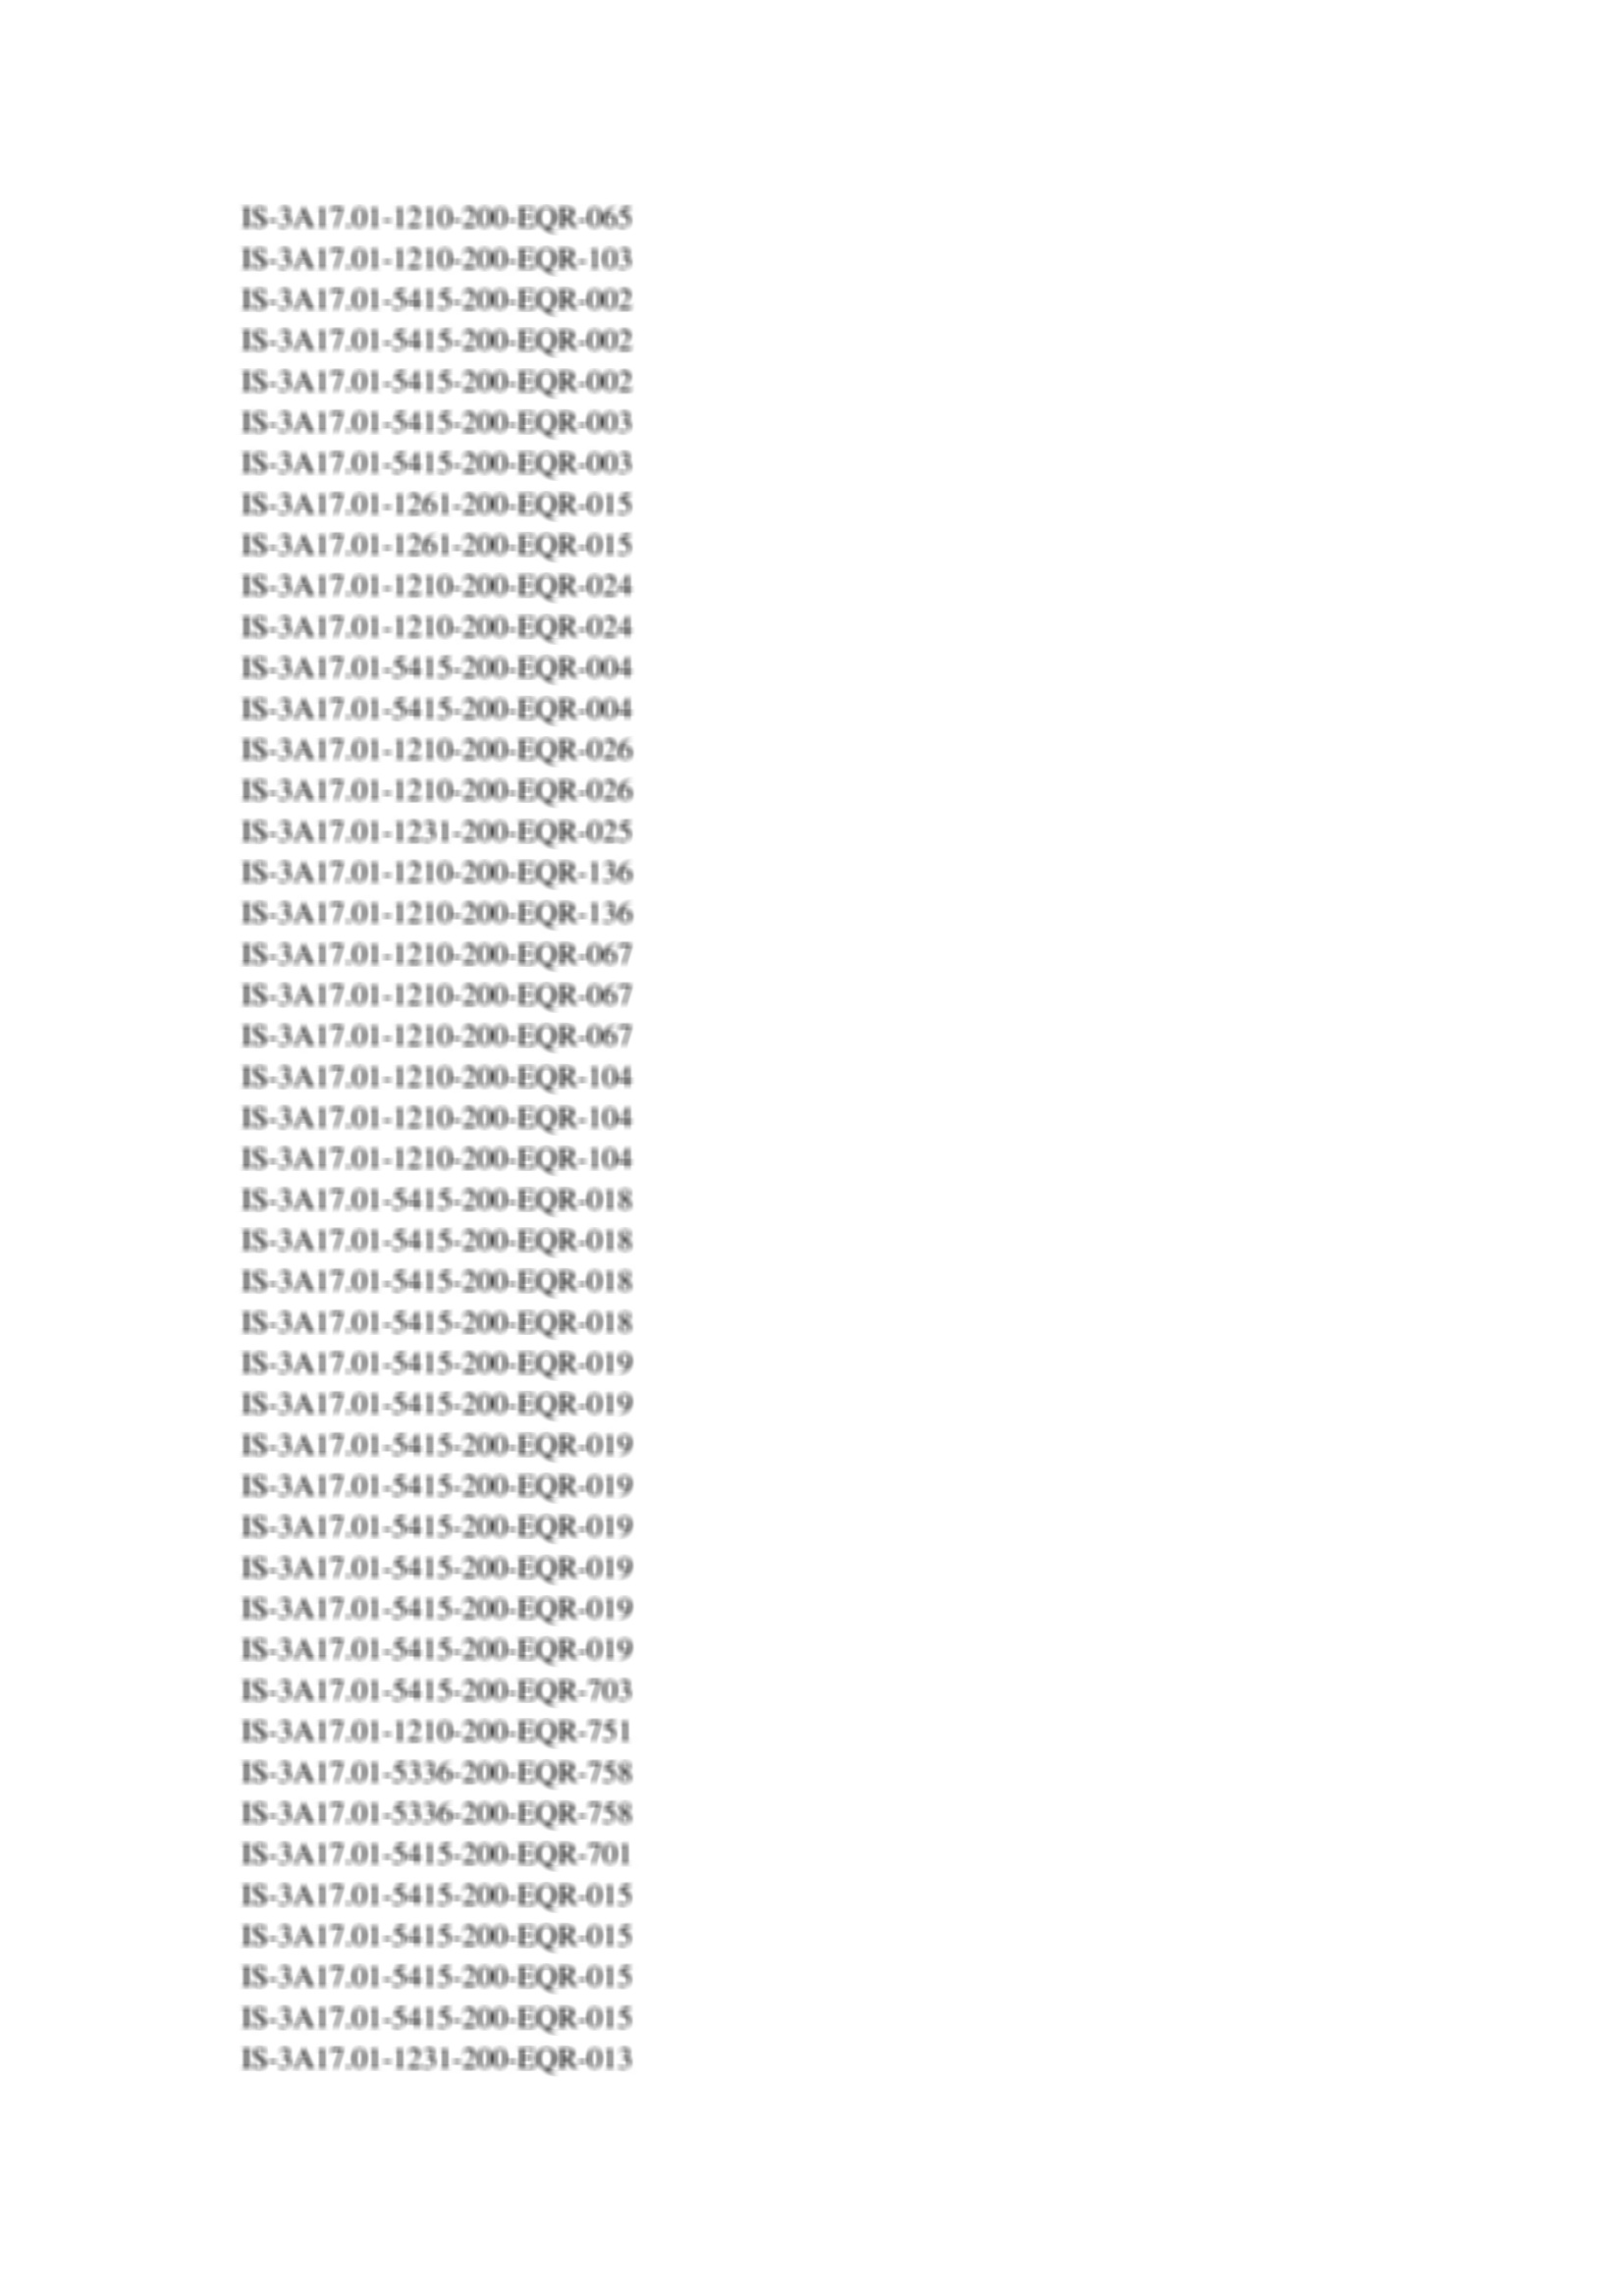 IS-3A17.01-1210-200-EQR-065
IS-3A17.01-1210-200-EQR-103
IS-3A17.01-5415-200-EQR-002
IS-3A17.01-5415-200-EQR-002
IS-3A17.01-5415-200-EQR-002
IS-3A17.01-5415-200-EQR-003
IS-3A17.01-5415-200-EQR-003
IS-3A17.01-1261-200-EQR-015
IS-3A17.01-1261-200-EQR-015
IS-3A17.01-1210-200-EQR-024
IS-3A17.01-1210-200-EQR-024
IS-3A17.01-5415-200-EQR-004
IS-3A17.01-5415-200-EQR-004
IS-3A17.01-1210-200-EQR-026
IS-3A17.01-1210-200-EQR-026
IS-3A17.01-1231-200-EQR-025
IS-3A17.01-1210-200-EQR-136
IS-3A17.01-1210-200-EQR-136
IS-3A17.01-1210-200-EQR-067
IS-3A17.01-1210-200-EQR-067
IS-3A17.01-1210-200-EQR-067
IS-3A17.01-1210-200-EQR-104
IS-3A17.01-1210-200-EQR-104
IS-3A17.01-1210-200-EQR-104
IS-3A17.01-5415-200-EQR-018
IS-3A17.01-5415-200-EQR-018
IS-3A17.01-5415-200-EQR-018
IS-3A17.01-5415-200-EQR-018
IS-3A17.01-5415-200-EQR-019
IS-3A17.01-5415-200-EQR-019
IS-3A17.01-5415-200-EQR-019
IS-3A17.01-5415-200-EQR-019
IS-3A17.01-5415-200-EQR-019
IS-3A17.01-5415-200-EQR-019
IS-3A17.01-5415-200-EQR-019
IS-3A17.01-5415-200-EQR-019
IS-3A17.01-5415-200-EQR-703
IS-3A17.01-1210-200-EQR-751
IS-3A17.01-5336-200-EQR-758
IS-3A17.01-5336-200-EQR-758
IS-3A17.01-5415-200-EQR-701
IS-3A17.01-5415-200-EQR-015
IS-3A17.01-5415-200-EQR-015
IS-3A17.01-5415-200-EQR-015
IS-3A17.01-5415-200-EQR-015
IS-3A17.01-1231-200-EQR-013